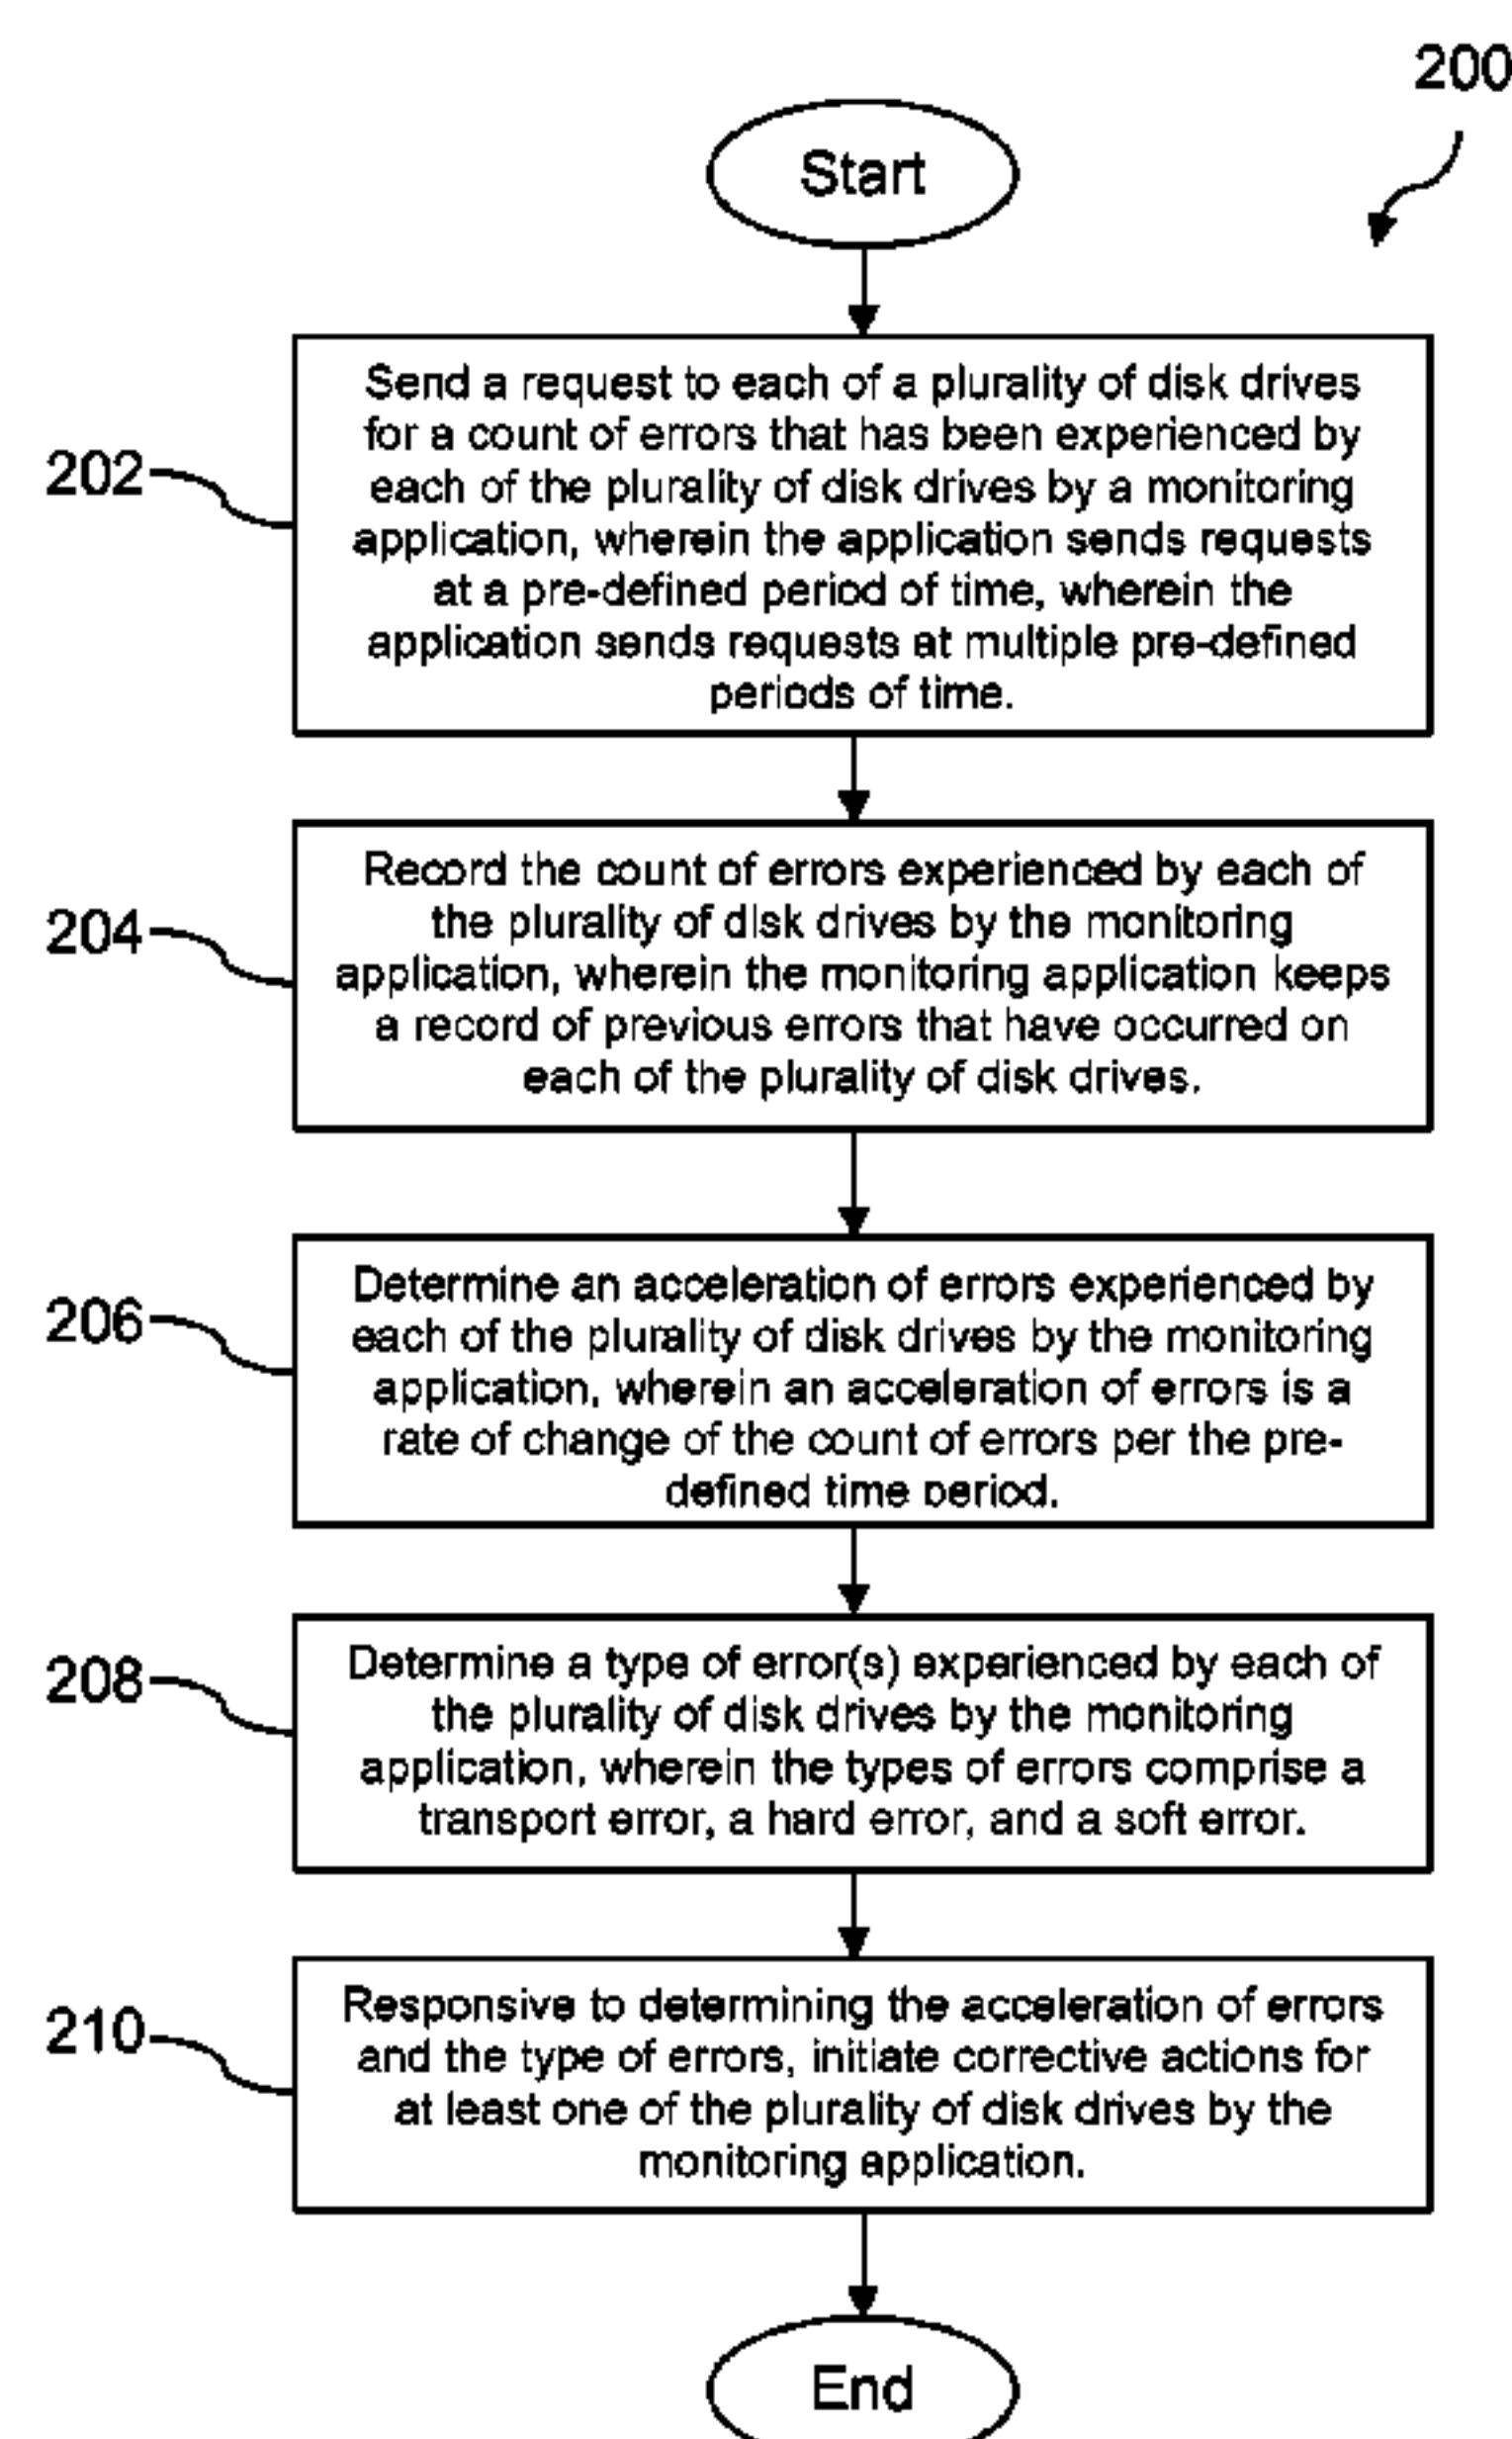 200
Start
Send a request to each of a plurality of disk drives
for a count of errors that has been experienced by
each of the plurality of disk drives by a monitoring
application, wherein the application sends requests
at a pre-defined period of time, wherein the
application sends requests at multiple pre-defined
periods of time.
202
Record the count of errors experienced by each of
the plurality of disk drives by the monitoring
application, wherein the monitoring application keeps
a record of previous errors that have occurred on
each of the plurality of disk drives.
204
Determine an acceleration of errors experienced by
each of the plurality of disk drives by the monitoring
application, wherein an acceleration of errors is a
rate of change of the count of errors per the pre-
defined time period.
206
Determine a type of error(s) experienced by each of
the plurality of disk drives by the monitoring
application, wherein the types of errors comprise a
transport error, a hard error, and a soft error.
208
Responsive to determining the acceleration of errors
and the type of errors, initiate corrective actions for
at least one of the plurality of disk drives by the
monitoring application.
210
End